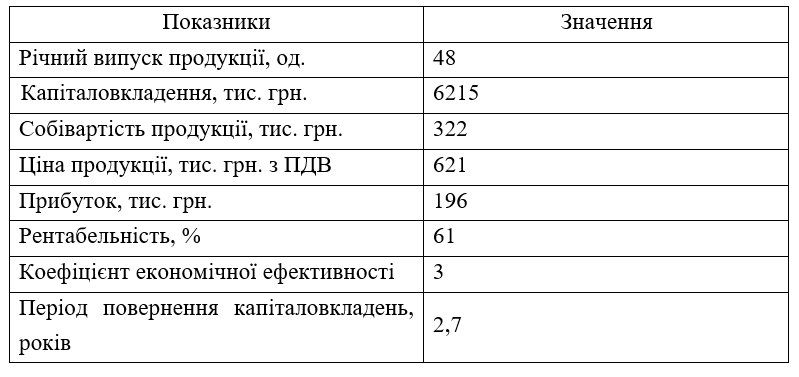 Показники Значення
Річний випуск продукції, од. 48
Капіталовкладення, тис. грн. 6215
Собівартість продукції, тис. грн. 322
Ціна продукції, тис. грн. з ПДВ 621
Прибуток, тис. грн. 196
Рентабельність, % 61
Коефіцієнт економічної ефективності 3
Період повернення капіталовкладень,
років 2,7